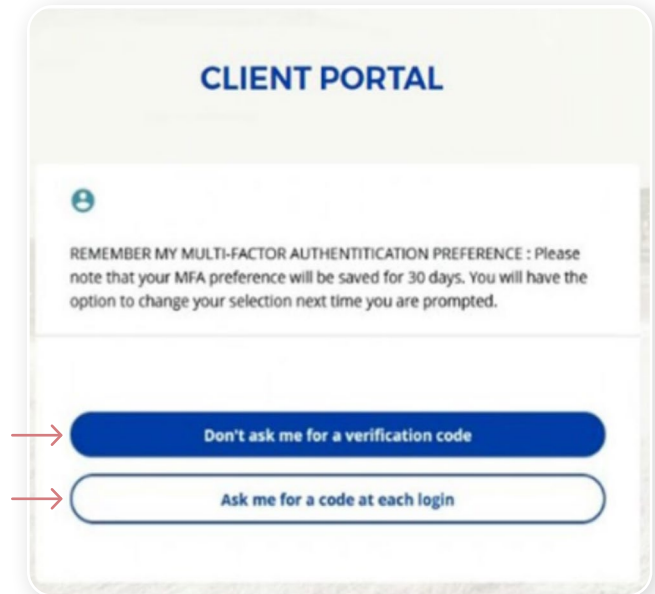 CLIENT PORTAL
REMEMBER MY MULTI-FACTOR AUTHENTITICATION PREFERENCE : Please
note that your MFA preference will be saved for 30 days. You will have the
option to change your selection next time you are prompted.
Don't ask me for a verification code
Ask me for a code at each login